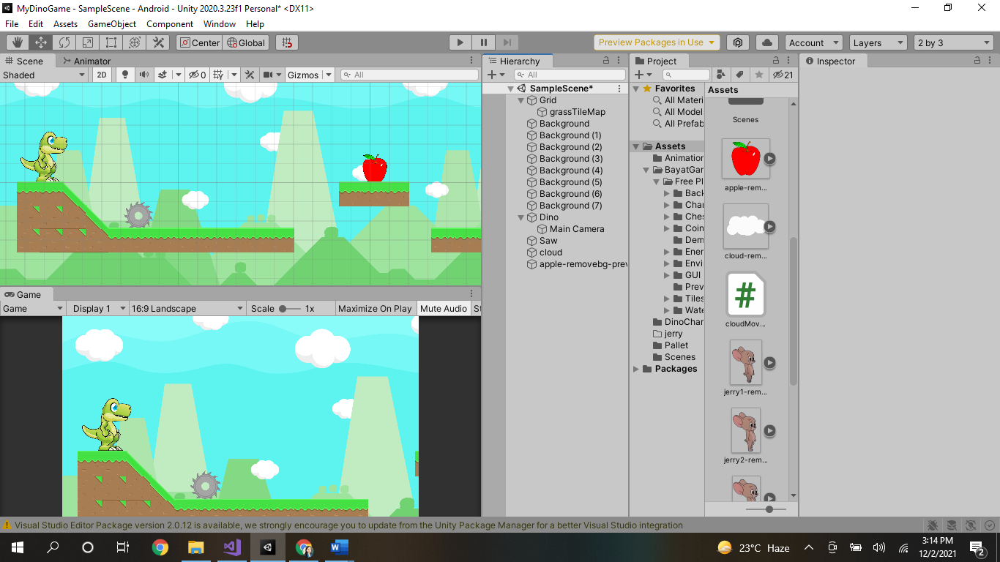 MyDinoGame - SampleScene - Android - Unity 2020.3.23f1 Personal* <DX11>
File Edit Assets GameObject Component Window Help
Center Global Preview Packages in Use Account Layers 2 by 3
Scene Animator
Shaded 2D 0 Gizmos All
Hierarchy
All
SampleScene*
Grid
grassTileMap
Background
Background (1)
Background (2)
Background (3)
Background (4)
Background (5)
Background (6)
Background (7)
Dino
Main Camera
Saw
cloud
apple-removebg-prev
Project
21
Favorites
All Materi
All Model
All Prefab
Assets
Animation
BayatGam
Free Pl
Back
Char
Ches
Coin
Dem
Ener
Envi
GUI
Prev
Tiles
Wate
DinoChar
jerry
Pallet
Scenes
Packages
Assets
Scenes
apple-rem...
cloud-rem...
#
cloudMov...
jerry1-rem...
jerry2-rem...
Inspector
Game
Game Display 1 16:9 Landscape Scale 1x Maximize On Play Mute Audio St
Visual Studio Editor Package version 2.0.12 is available, we strongly encourage you to update from the Unity Package Manager for a better Visual Studio integration
23°C Haze
3:14 PM
12/2/2021
2